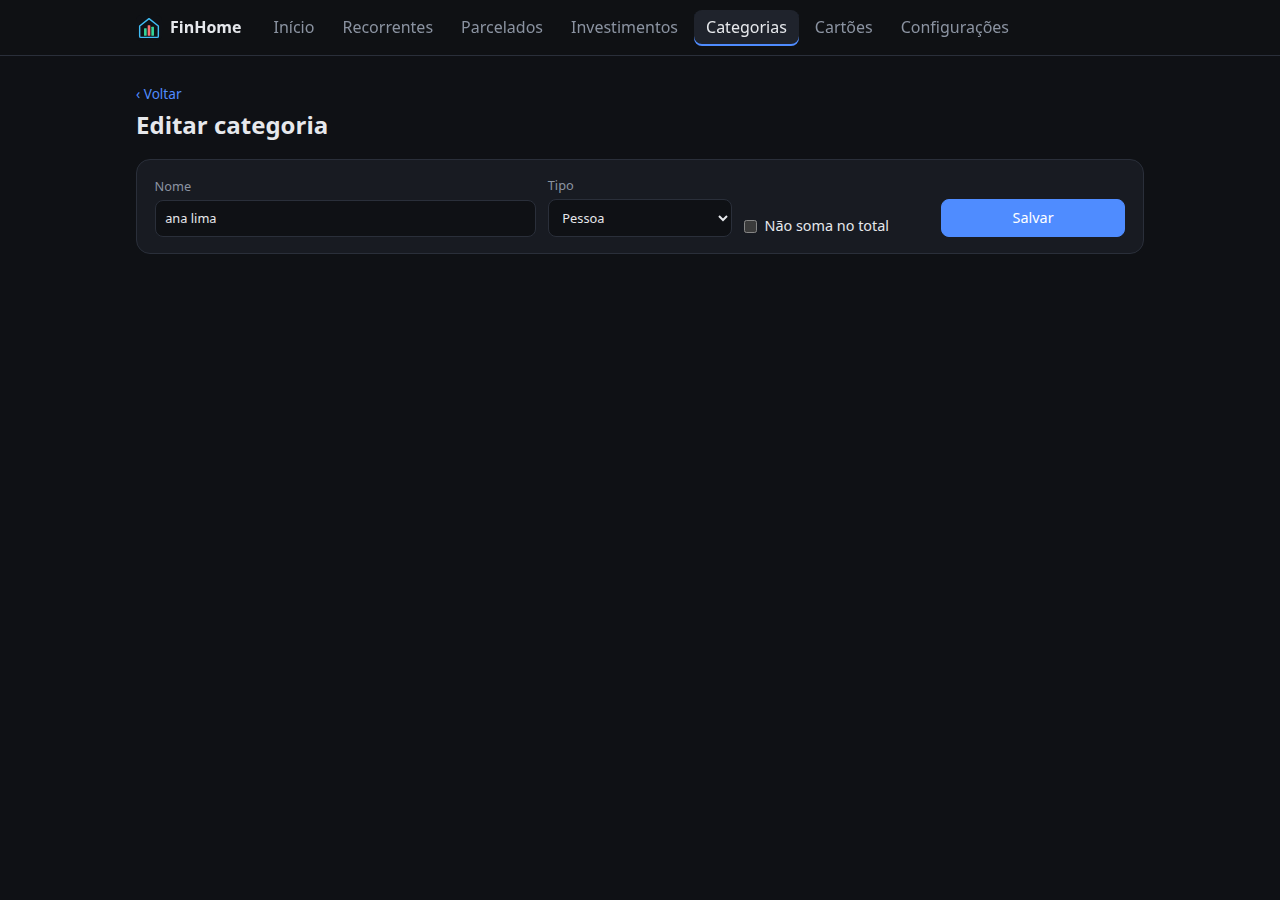 FinHome Início Recorrentes Parcelados Investimentos Categorias Cartões Configurações
‹ Voltar
Editar categoria
Nome Tipo
ana lima Pessoa Não soma no total Salvar